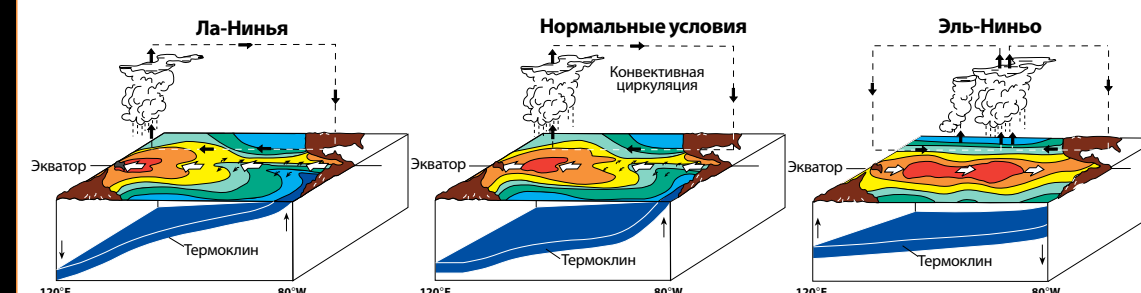 Ла-Нинья
Нормальные условия
Эль-Ниньо
Конвективная
циркуляция
Экватор
Экватор
Экватор
Термоклин
Термоклин
Термоклин
120°E
80°W
120°E
80°W
120°E
80°W